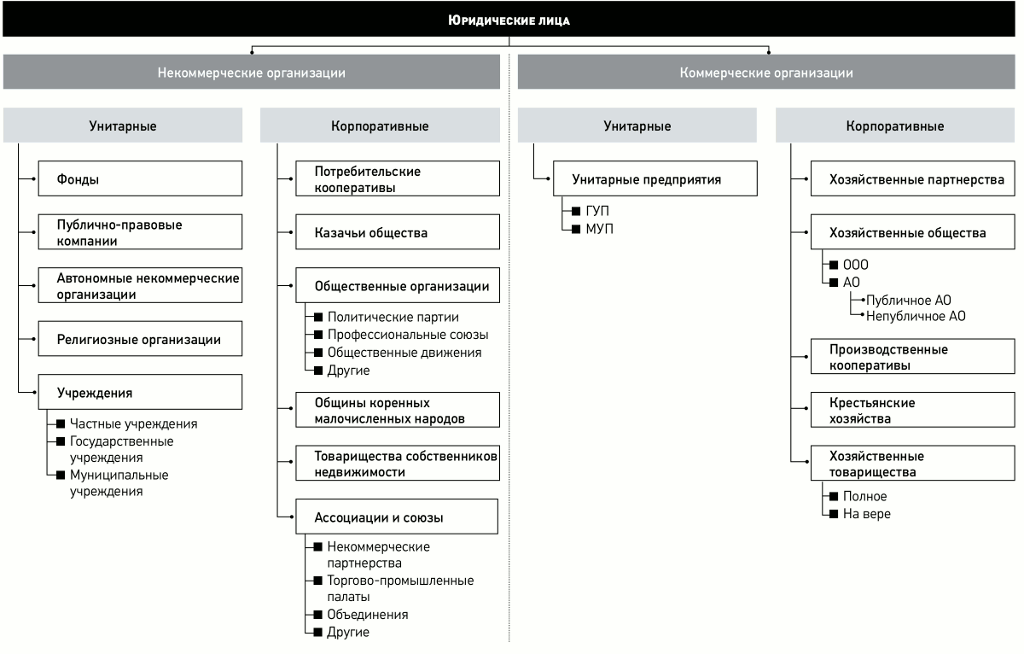 Юридические лица
Некоммерческие организации
Коммерческие организации
Унитарные
Корпоративные
Унитарные
Корпоративные
Фонды
Публично-правовые
компании
Автономные некоммерческие
организации
Религиозные организации
Учреждения
Частные учреждения
Государственные
учреждения
Муниципальные
учреждения
Потребительские
кооперативы
Казачьи общества
Общественные организации
Политические партии
Профессиональные союзы
Общественные движения
Другие
Общины коренных
малочисленных народов
Товарищества собственников
недвижимости
Ассоциации и союзы
Некоммерческие
партнерства
Торгово-промышленные
палаты
Объединения
Другие
Унитарные предприятия
ГУП
МУП
Хозяйственные партнерства
Хозяйственные общества
ООО
АО
Публичное АО
Непубличное АО
Производственные
кооперативы
Крестьянские
хозяйства
Хозяйственные
товарищества
Полное
На вере